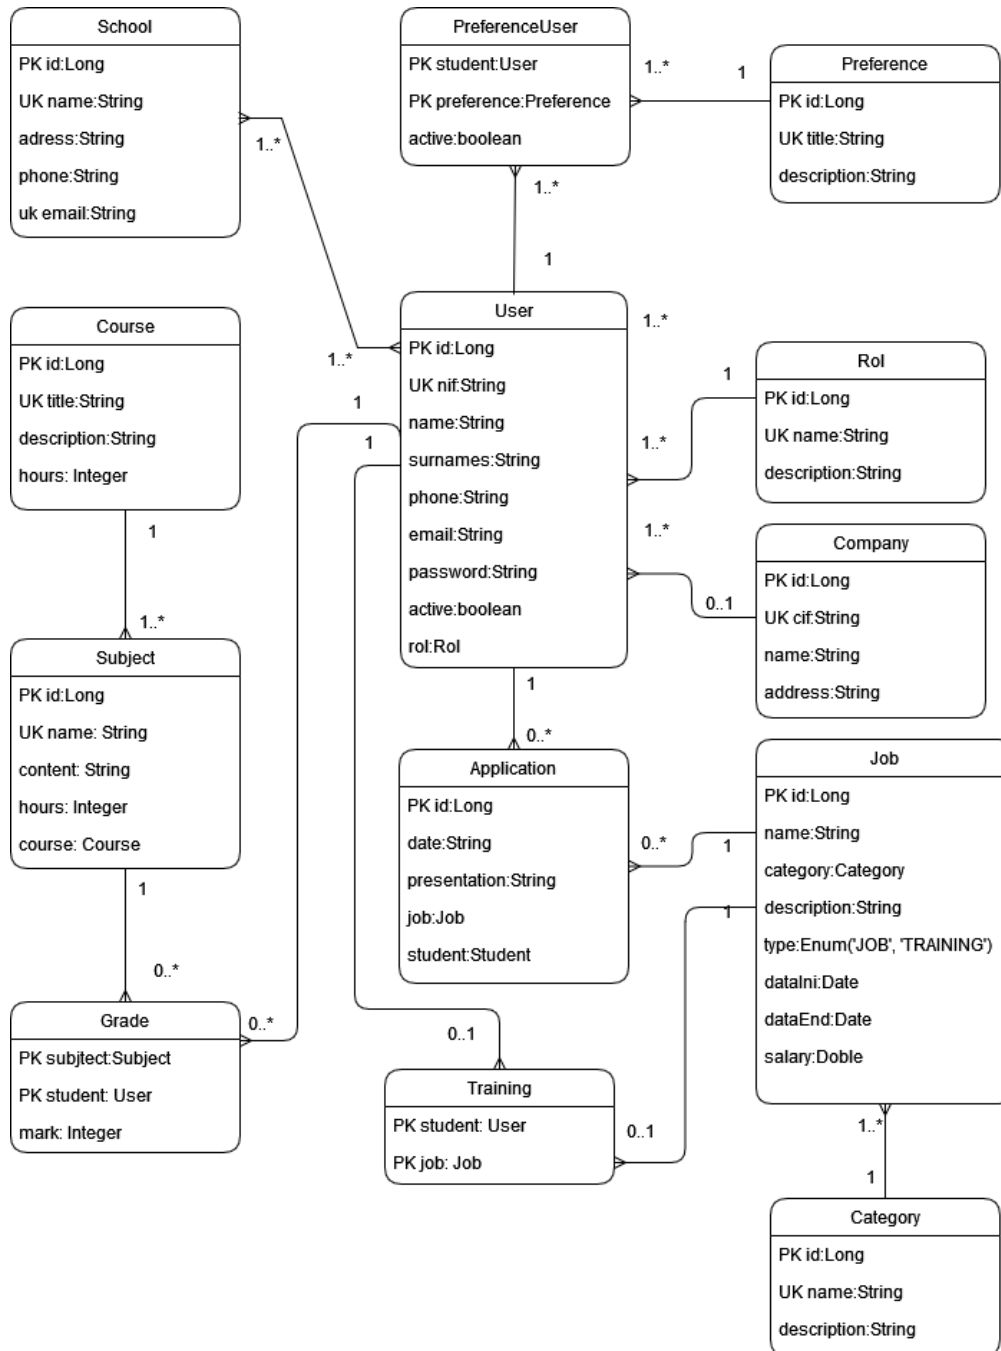 School
PK id:Long
UK name:String
adress:String
phone:String
uk email:String
1..*
1..*
PreferenceUser
PK student:User
PK preference:Preference
active:boolean
1..*
1
1..*
1
Preference
PK id:Long
UK title:String
description:String
Course
PK id:Long
UK title:String
description:String
hours: Integer
1
1..*
User
PK id:Long
UK nif:String
name:String
surnames:String
phone:String
email:String
password:String
active:boolean
rol:Rol
1..*
1
1..*
1
1
1..*
0..1
Rol
PK id:Long
UK name:String
description:String
Company
PK id:Long
UK cif:String
name:String
address:String
Subject
PK id:Long
UK name: String
content: String
hours: Integer
course: Course
1
0..*
1
0..*
Application
PK id:Long
date:String
presentation:String
job:Job
student:Student
0..*
1
1
Job
PK id:Long
name:String
category:Category
description:String
type:Enum('JOB', 'TRAINING')
dataIni:Date
dataEnd:Date
salary:Doble
Grade
PK subjtect:Subject
PK student: User
mark: Integer
0..*
0..1
Training
PK student: User
PK job: Job
0..1
1..*
1
Category
PK id:Long
UK name:String
description:String